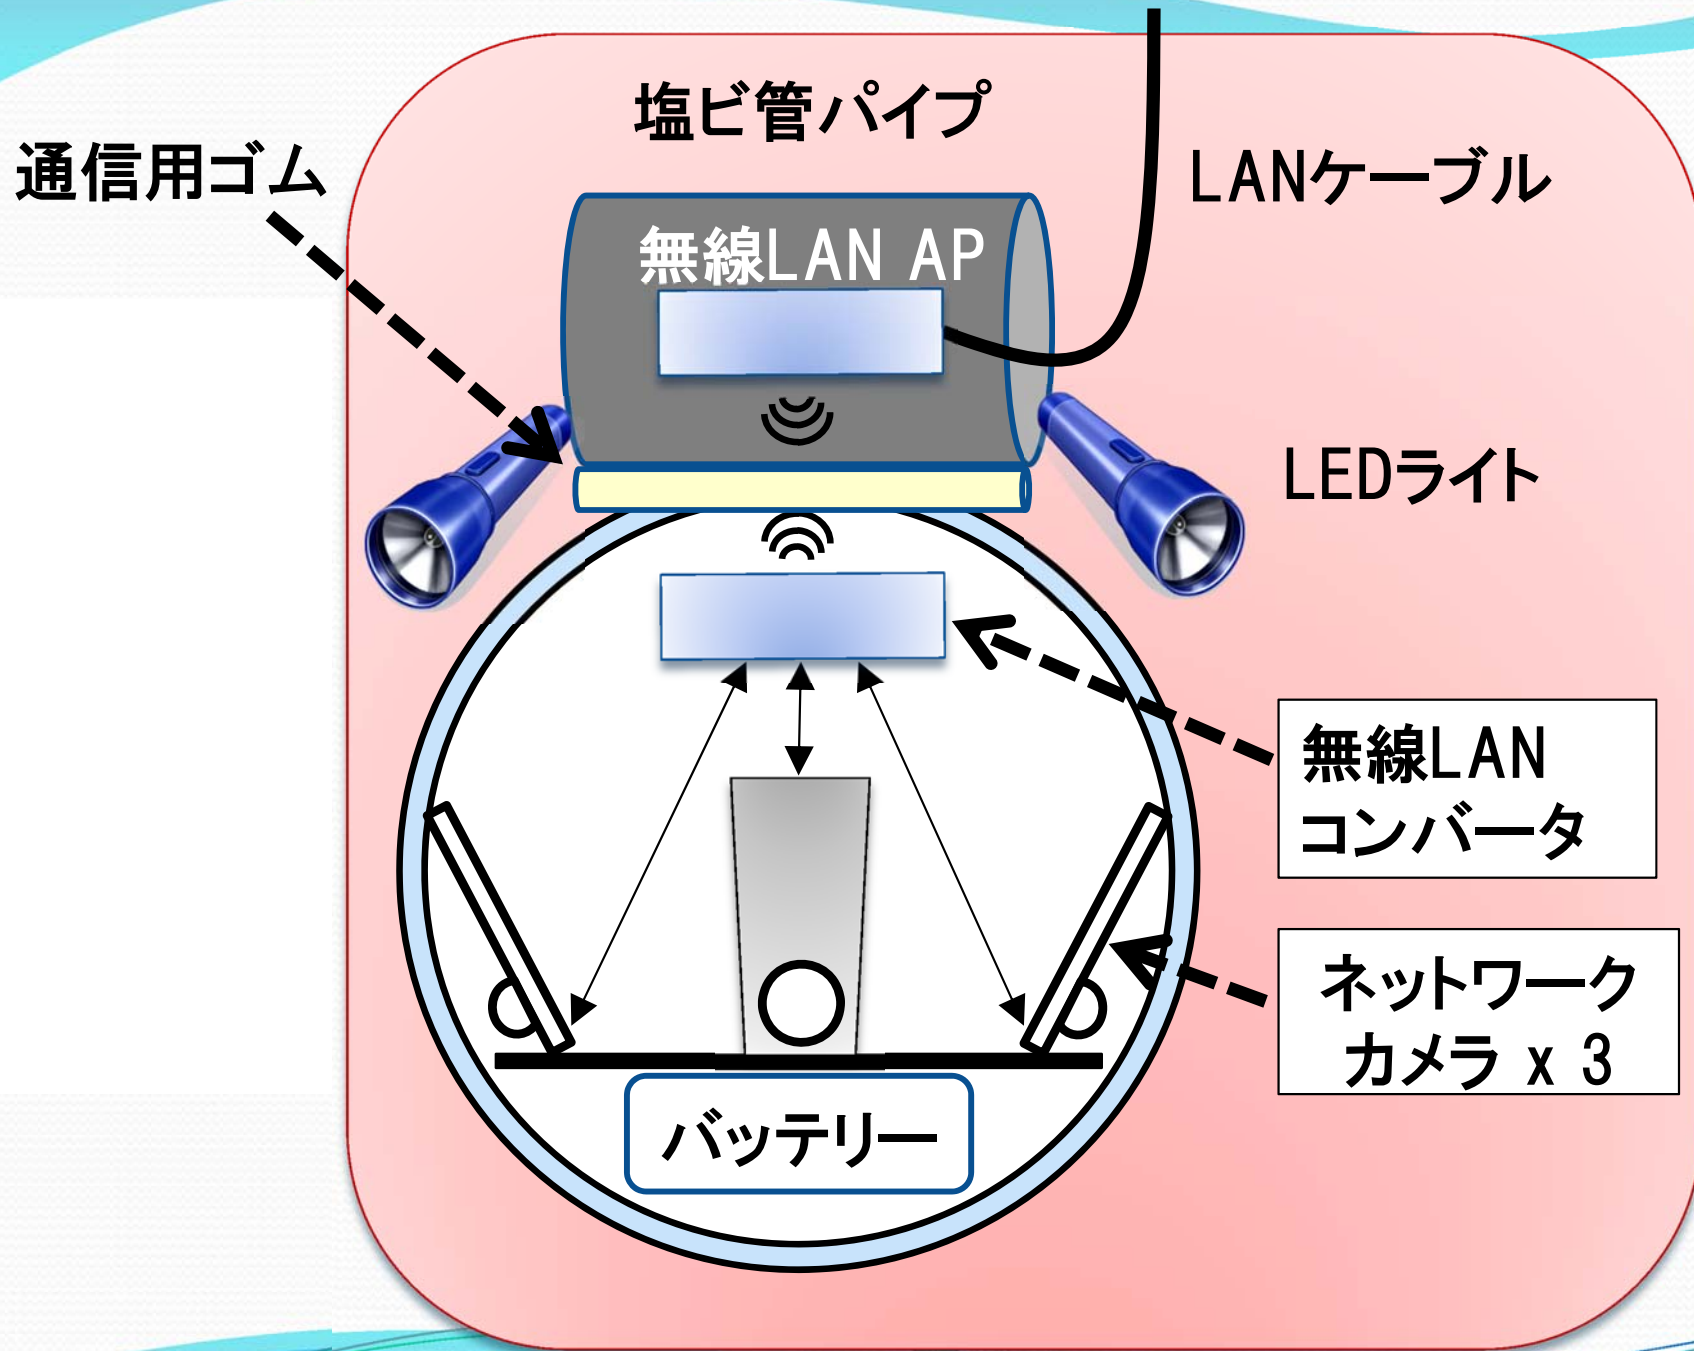 塩ビ管パイプ
通信用ゴム
LANケーブル
無線LAN AP
LEDライト
無線LAN
コンバータ
ネットワーク
カメラ x 3
バッテリー